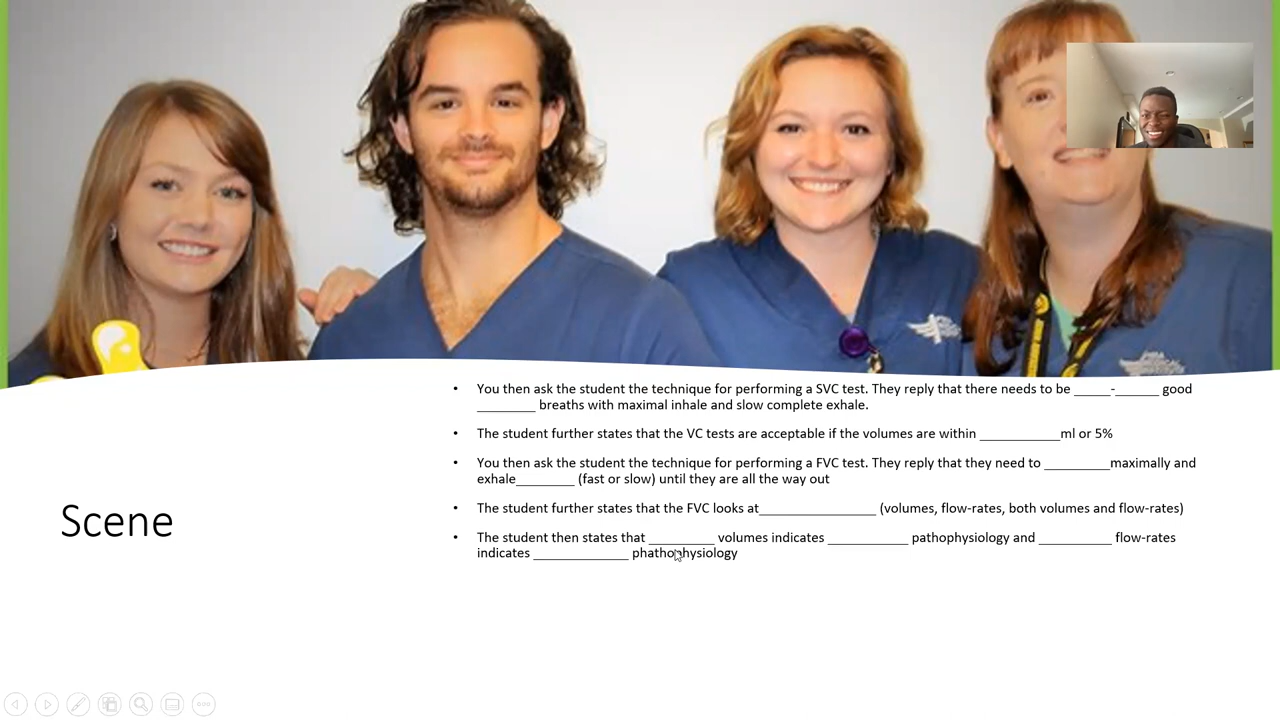 You then ask the student the technique for performing a SVC test. They reply that there needs to be _____-______ good
________ breaths with maximal inhale and slow complete exhale.
The student further states that the VC tests are acceptable if the volumes are within ___________ml or 5%
You then ask the student the technique for performing a FVC test. They reply that they need to _________maximally and
exhale________ (fast or slow) until they are all the way out
Scene
The student further states that the FVC looks at________________ (volumes, flow-rates, both volumes and flow-rates)
The student then states that _________ volumes indicates ___________ pathophysiology and __________ flow-rates
indicates _____________ phathophysiology